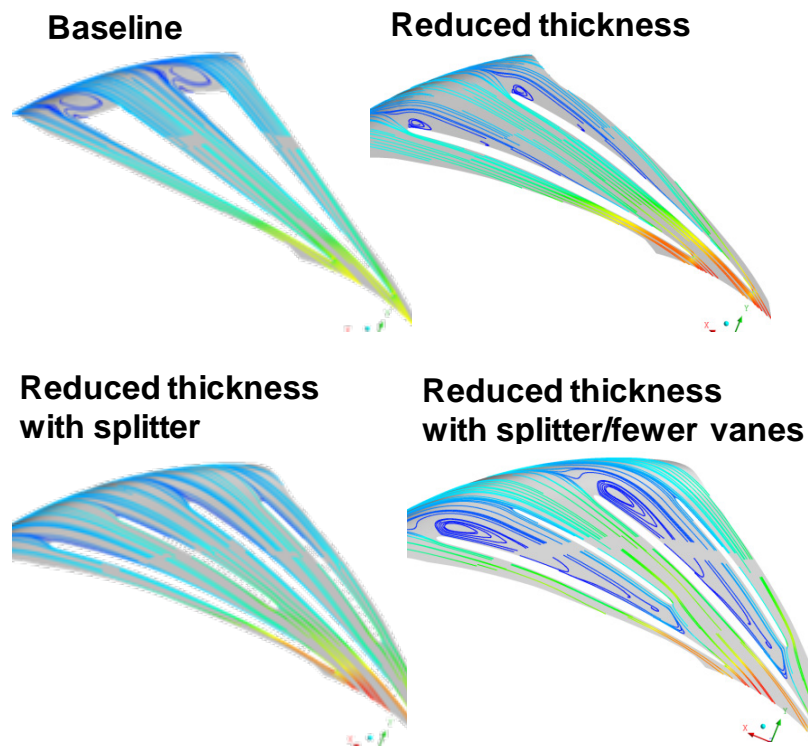 Baseline
Reduced thickness
X
Y
Reduced thickness
with splitter
Reduced thickness
with splitter/fewer vanes
X
Y